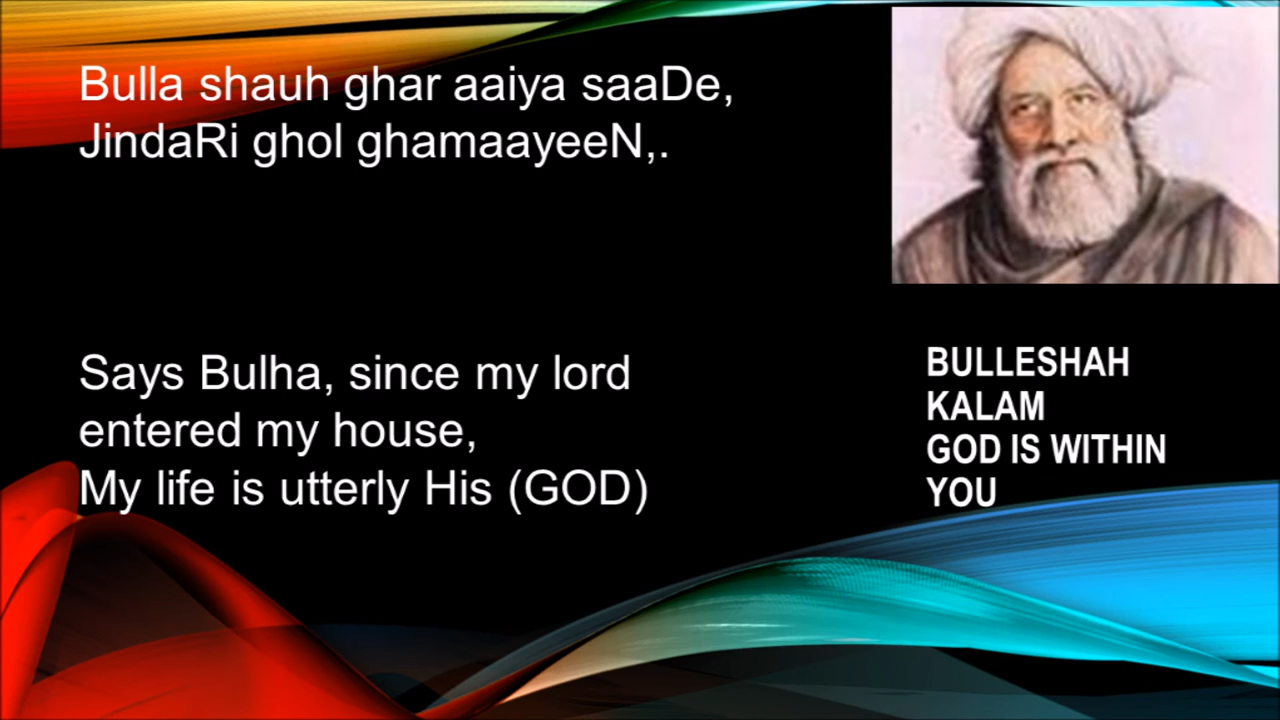 Bulla shauh ghar aaiya saaDe,
JindaRi ghol ghamaayeeN,.
Says Bulha, since my lord
entered my house,
My life is utterly His (GOD)
BULLESHAH
KALAM
GOD IS WITHIN
YOU